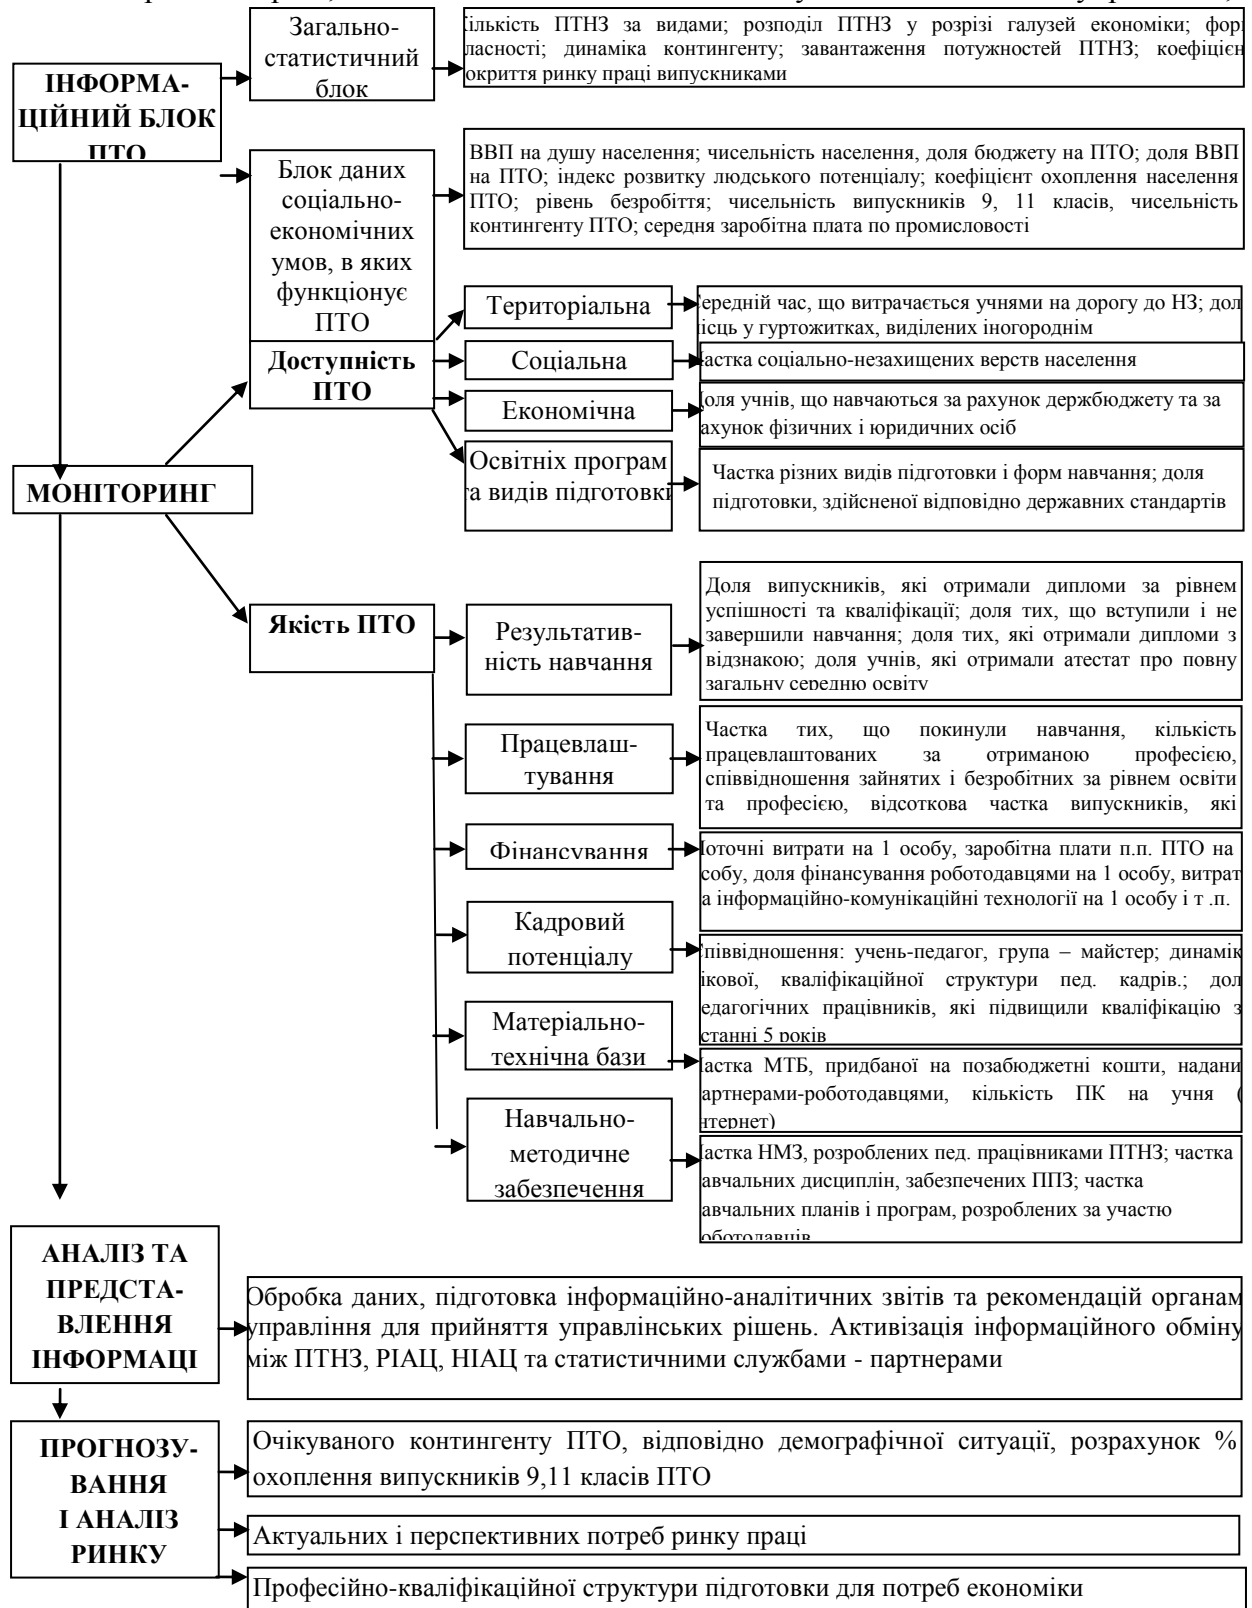 Загально-
статистичний
блок
кількість ПТНЗ за видами; розподіл ПТНЗ у розрізі галузей економіки; фор
ласності; динаміка контингенту; завантаження потужностей ПТНЗ; коефіцієн
окриття ринку праці випускниками
ІНФОРМА-
ЦІЙНИЙ БЛОК
ПТО
Блок даних
соціально-
економічних
умов, в яких
функціонує
ПТО
ВВП на душу населення; чисельність населення, доля бюджету на ПТО; доля ВВП
на ПТО; індекс розвитку людського потенціалу; коефіцієнт охоплення населення
ПТО; рівень безробіття; чисельність випускників 9, 11 класів, чисельність
контингенту ПТО; середня заробітна плата по промисловості
Доступність
ПТО
Територіальна
ередній час, що витрачається учнями на дорогу до НЗ; дол
ісць у гуртожитках, виділених іногороднім
Соціальна
астка соціально-незахищених верств населення
Економічна
оля учнів, що навчаються за рахунок держбюджету та за
ахунок фізичних і юридичних осіб
Освітніх програм
та видів підготовки
Частка різних видів підготовки і форм навчання; доля
підготовки, здійсненої відповідно державних стандартів
МОНІТОРИНГ
Якість ПТО
Результатив-
ність навчання
Доля випускників, які отримали дипломи за рівнем
успішності та кваліфікації; доля тих, що вступили і не
завершили навчання; доля тих, які отримали дипломи з
відзнакою; доля учнів, які отримали атестат про повну
загальну середню освіту
Працевлаш-
тування
Частка тих, що покинули навчання, кількість
працевлаштованих за отриманою професією,
співвідношення зайнятих і безробітних за рівнем освіти
та професією, відсоткова частка випускників, які
Фінансування
оточні витрати на 1 особу, заробітна плати п.п. ПТО на
собу, доля фінансування роботодавцями на 1 особу, витрат
а інформаційно-комунікаційні технології на 1 особу і т .п.
Кадровий
потенціалу
піввідношення: учень-педагог, група – майстер; динамік
ікової, кваліфікаційної структури пед. кадрів.; дол
едагогічних працівників, які підвищили кваліфікацію з
станні 5 років
Матеріально-
технічна бази
астка МТБ, придбаної на позабюджетні кошти, надани
артнерами-роботодавцями, кількість ПК на учня (
нтернет)
Навчально-
методичне
забезпечення
астка НМЗ, розроблених пед. працівниками ПТНЗ; частка
авчальних дисциплін, забезпечених ППЗ; частка
авчальних планів і програм, розроблених за участю
оботодавців
АНАЛІЗ ТА
ПРЕДСТА-
ВЛЕННЯ
ІНФОРМАЦІ
Обробка даних, підготовка інформаційно-аналітичних звітів та рекомендацій органам
управління для прийняття управлінських рішень. Активізація інформаційного обміну
між ПТНЗ, РІАЦ, НІАЦ та статистичними службами - партнерами
ПРОГНОЗУ-
ВАННЯ
І АНАЛІЗ
РИНКУ
Очікуваного контингенту ПТО, відповідно демографічної ситуації, розрахунок %
охоплення випускників 9,11 класів ПТО
Актуальних і перспективних потреб ринку праці
Професійно-кваліфікаційної структури підготовки для потреб економіки